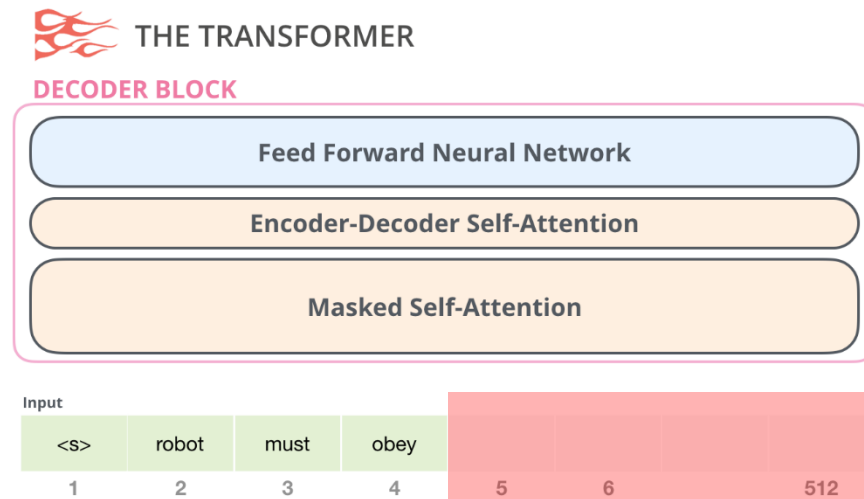 THE TRANSFORMER
DECODER BLOCK
Feed Forward Neural Network
Encoder-Decoder Self-Attention
Masked Self-Attention
Input
<s> robot must obey
1 2 3 4 5 6 512